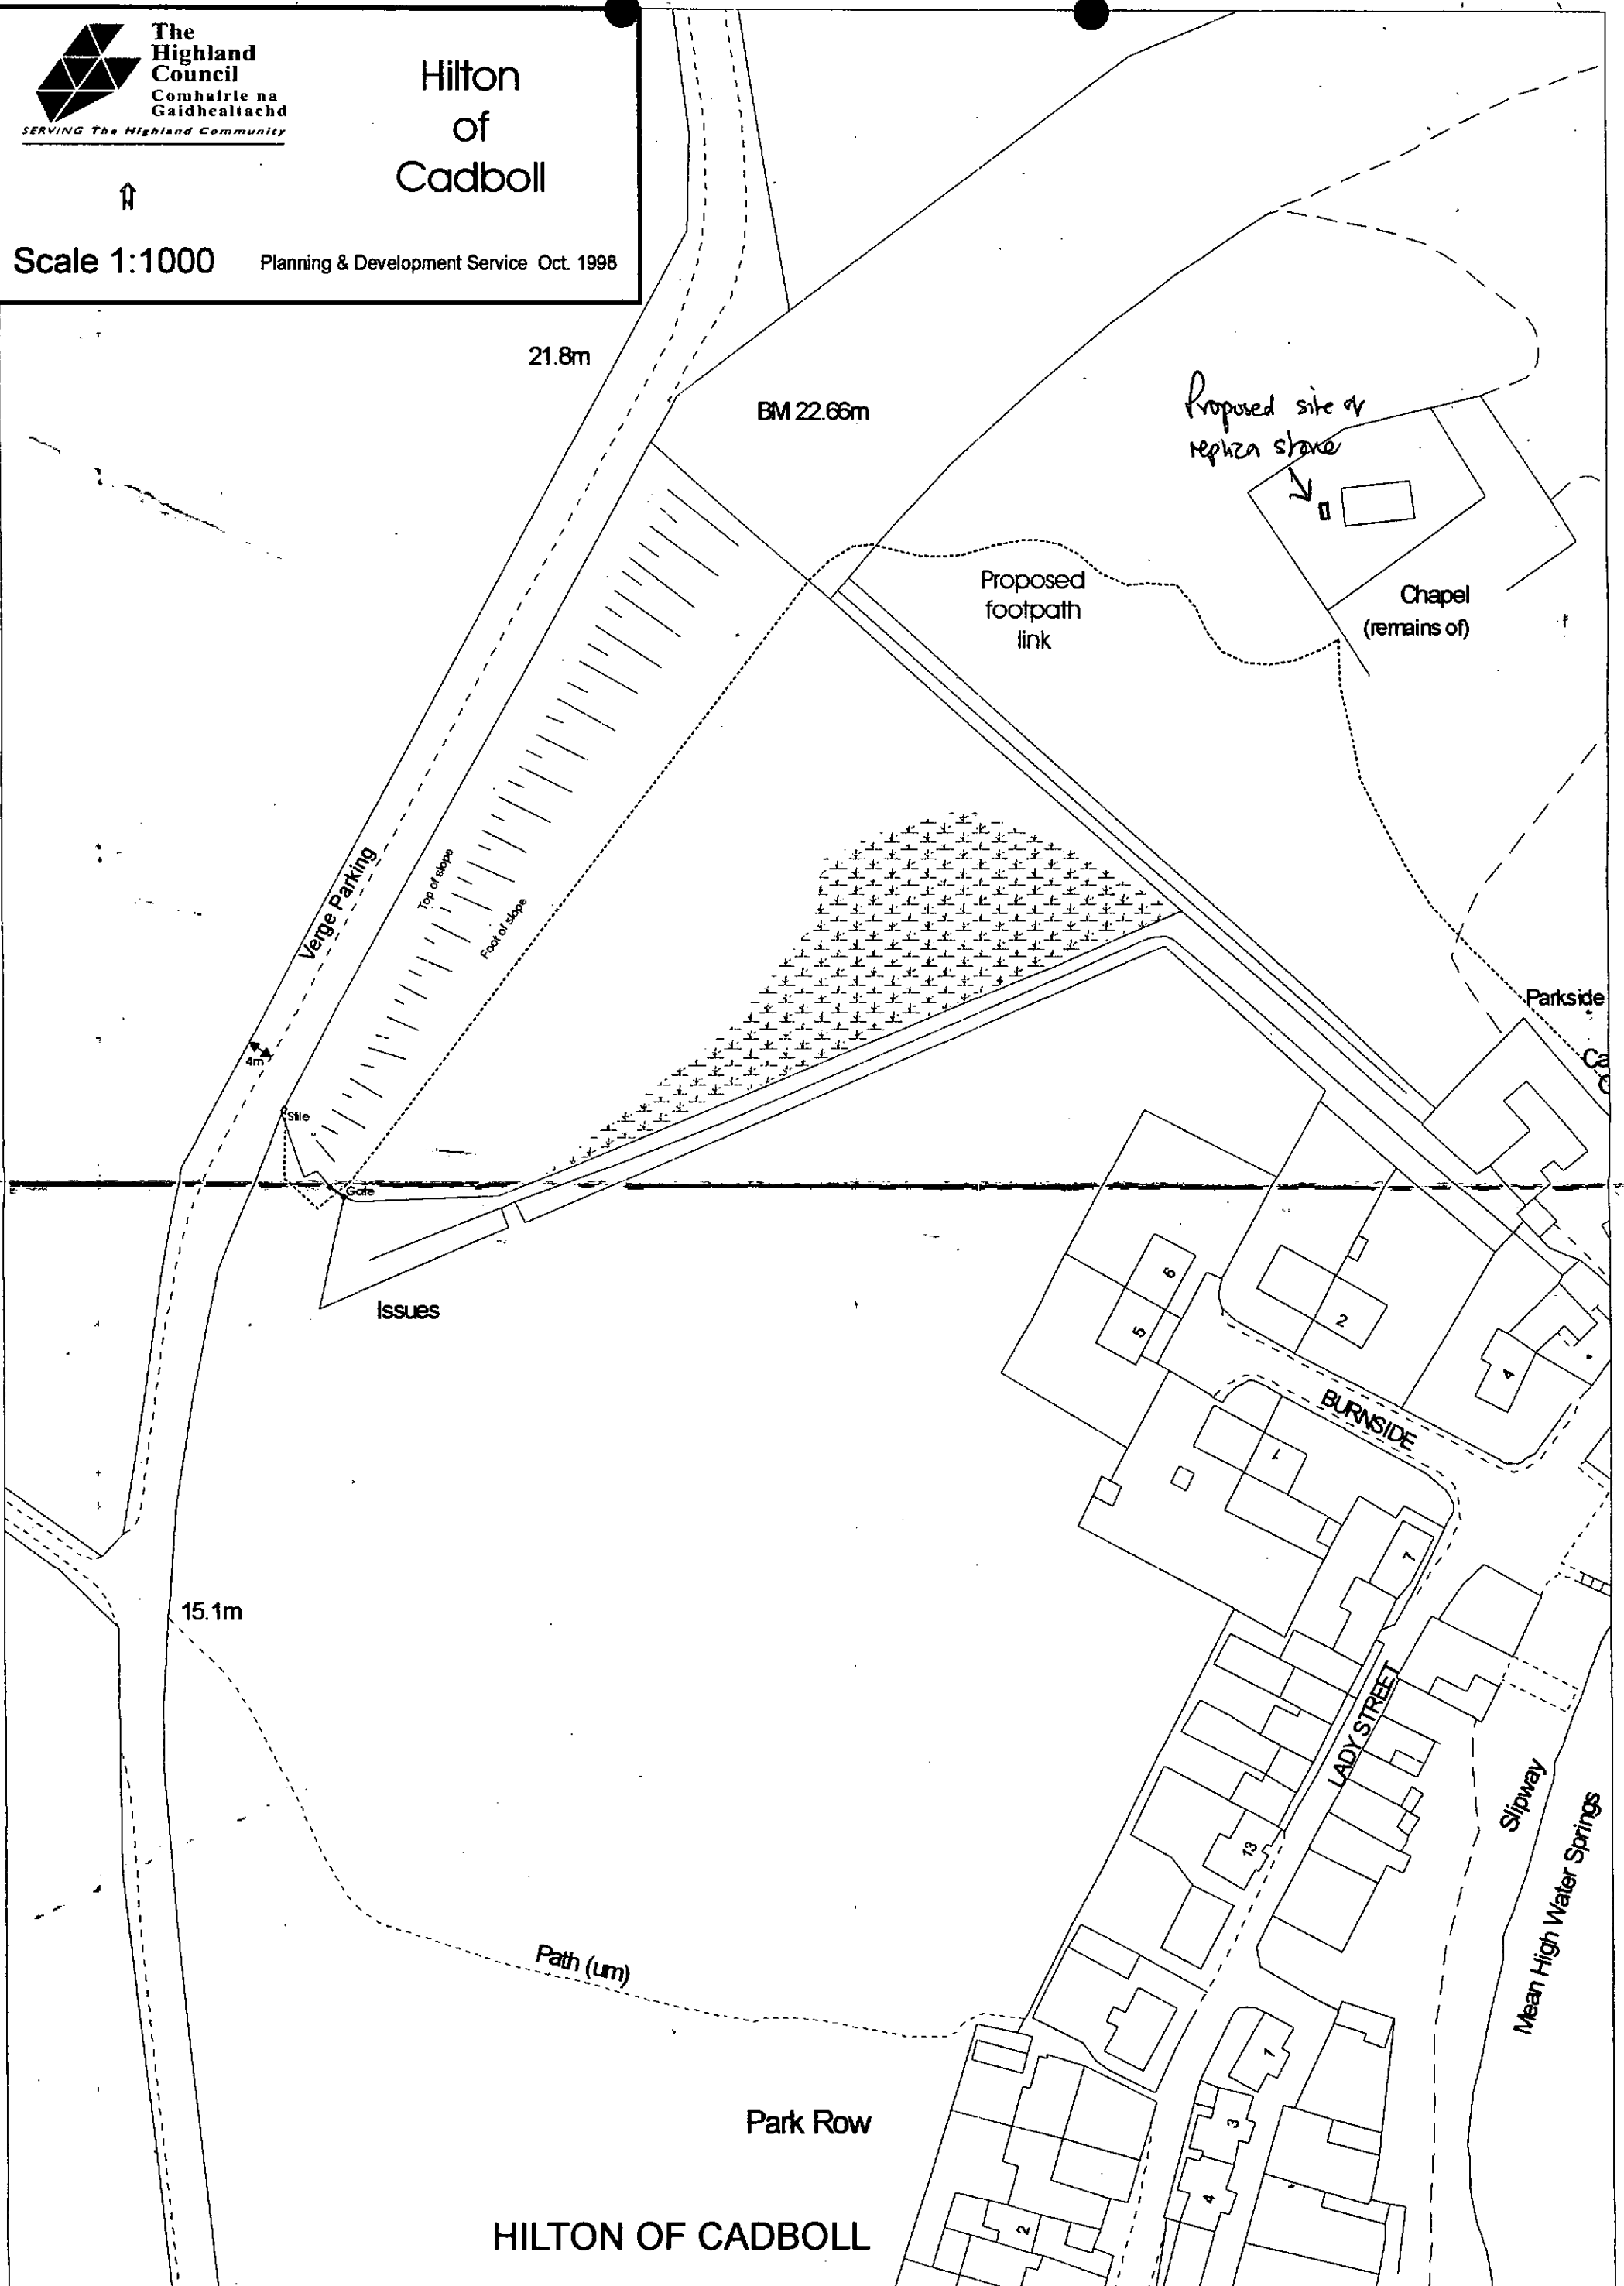 The
Highland
Council
Comhairle na
Gaidhealtachd
SERVING The Highland Community
Hilton
of
Cadboll
N
Scale 1:1000
Planning & Development Service Oct. 1998
21.8m
BM 22.66m
Proposed site of
replica stone
Proposed
footpath
link
Chapel
(remains of)
Verge Parking
Top of slope
Foot of slope
4m
Stile
Gate
Issues
Parkside
Ca
6
5
2
4
BURNSIDE
1
7
15.1m
LADY STREET
Slipway
Mean High Water Springs
13
Path (um)
1
3
4
2
Park Row
HILTON OF CADBOLL